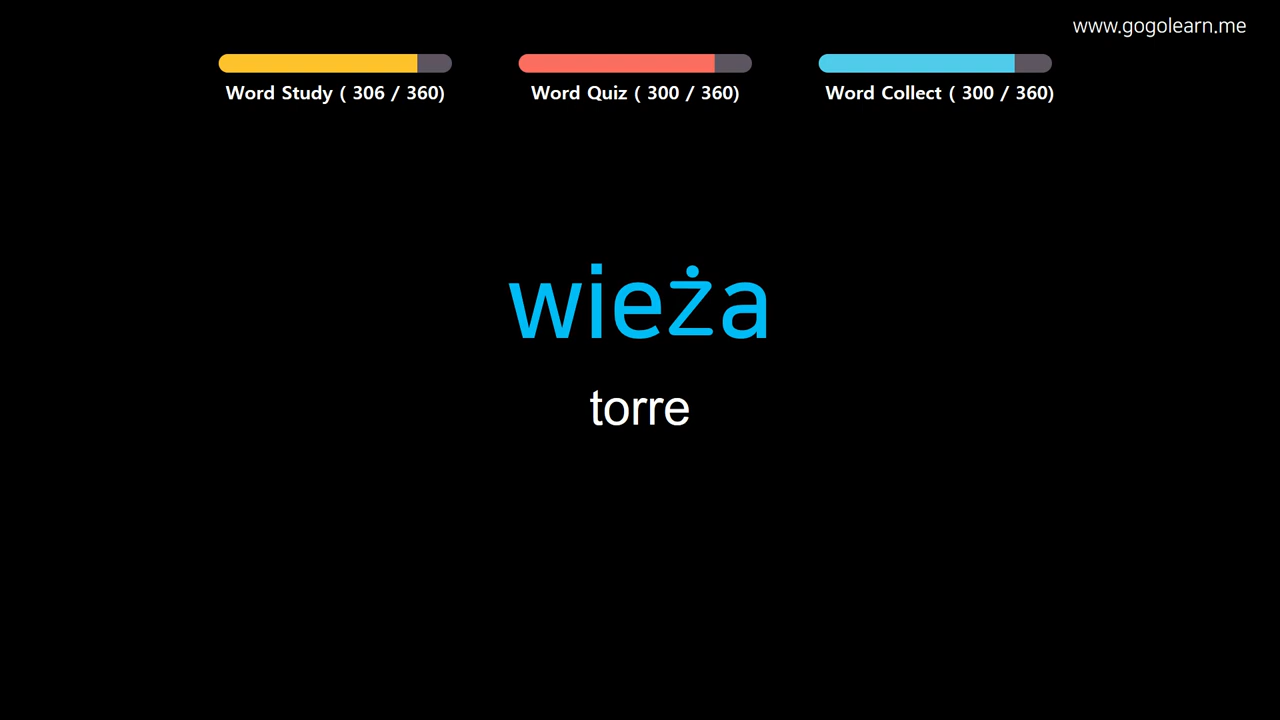 www.gogolearn.me
Word Study ( 306 / 360)
Word Quiz ( 300 / 360)
Word Collect ( 300 / 360)
wieża
torre